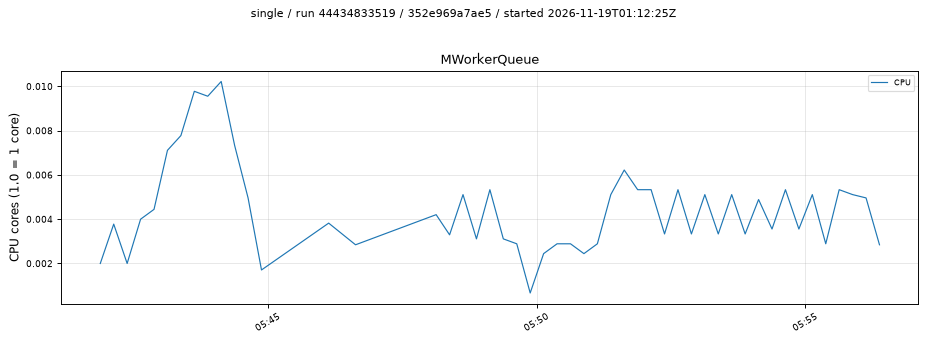 single / run 44434833519 / 352e969a7ae5 / started 2026-11-19T01:12:25Z
MWorkerQueue
CPU
CPU cores (1.0 = 1 core)
0.010
0.008
0.006
0.004
0.002
05:45
05:50
05:55